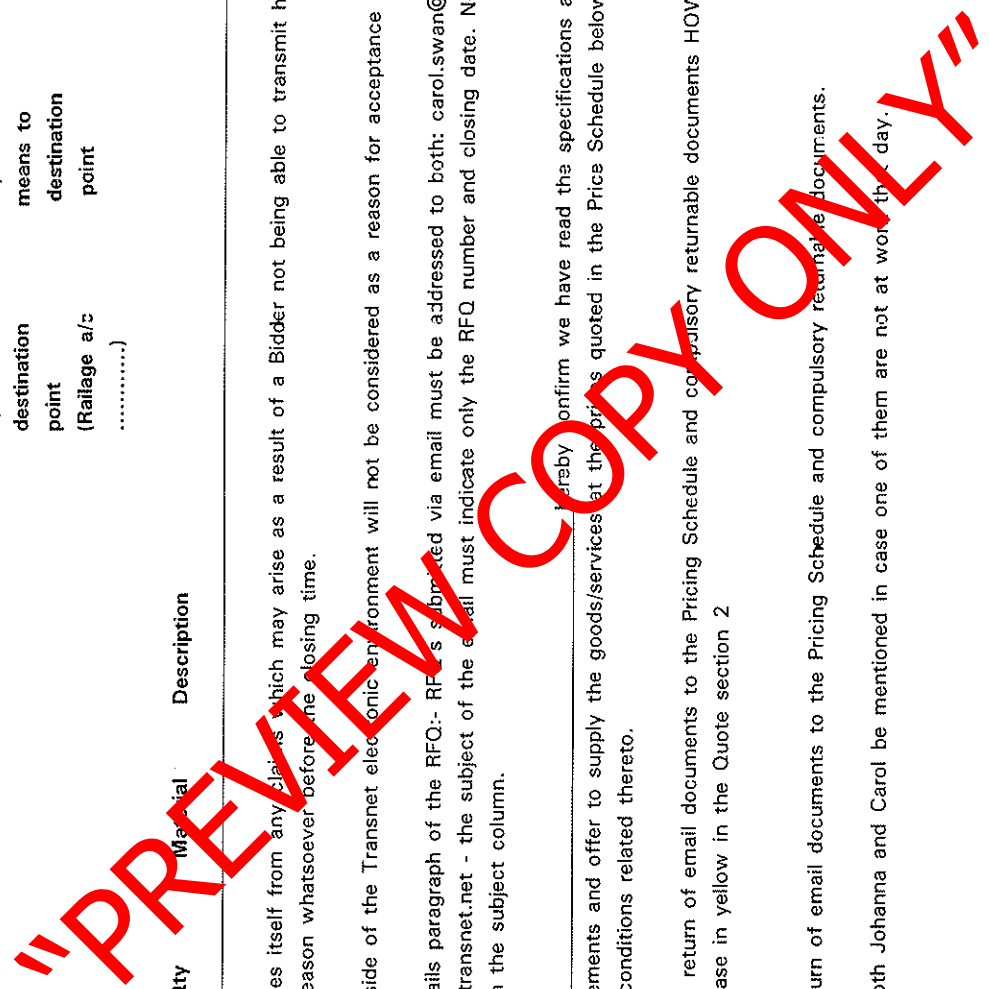 means to
destination
point
destination
point
(Railage a/c
...........)
lty Material Description
es itself from any claims which may arise as a result of a Bidder not being able to transmit h
eason whatsoever before the closing time.
side of the Transnet electronic environment will not be considered as a reason for acceptance
ails paragraph of the RFQ:- RFQ's submitted via email must be addressed to both: carol.swan@
transnet.net - the subject of the email must indicate only the RFQ number and closing date. N
the subject column.
hereby confirm we have read the specifications a
ements and offer to supply the goods/services at the prices quoted in the Price Schedule below
conditions related thereto.
return of email documents to the Pricing Schedule and compulsory returnable documents HOV
ase in yellow in the Quote section 2
urn of email documents to the Pricing Schedule and compulsory returnable documents.
oth Johanna and Carol be mentioned in case one of them are not at work that day.
"PREVIEW COPY ONLY"